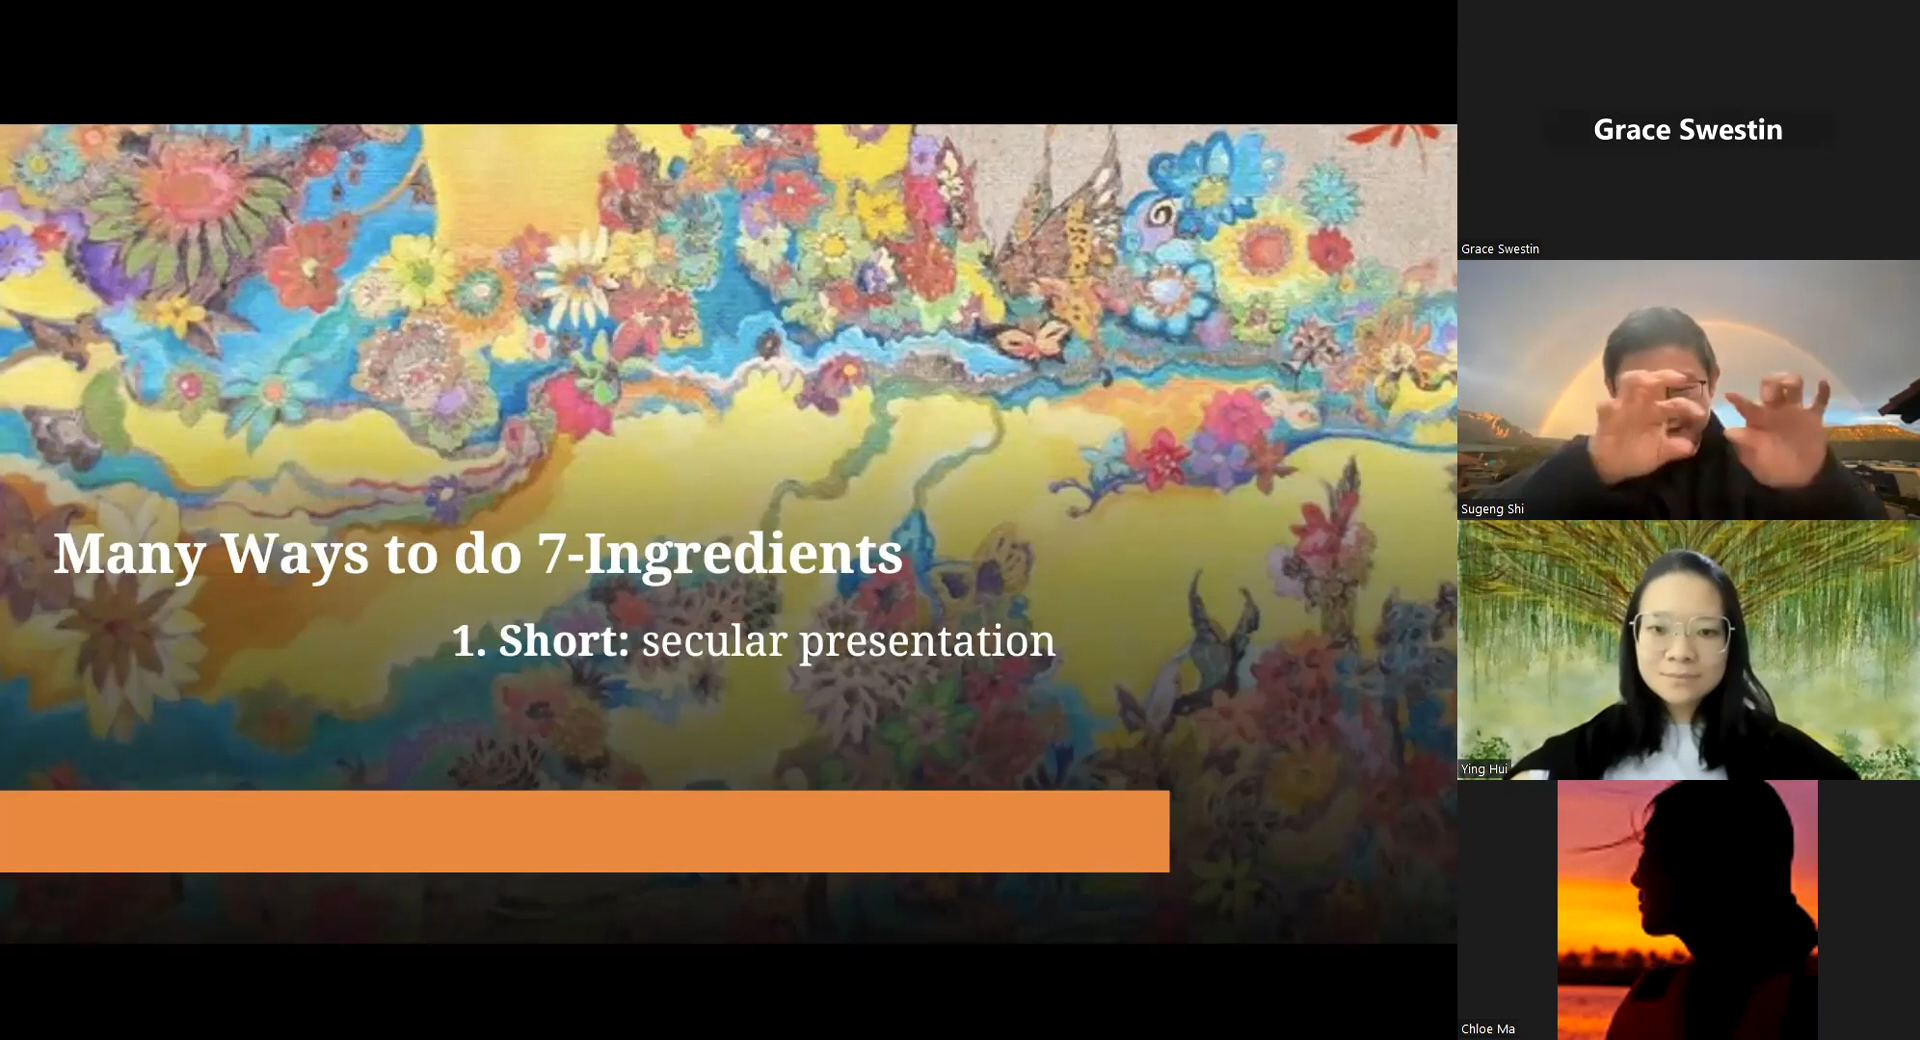 Many Ways to do 7-Ingredients
1. Short: secular presentation
Grace Swestin
Grace Swestin
Sugeng Shi
Ying Hui
Chloe Ma